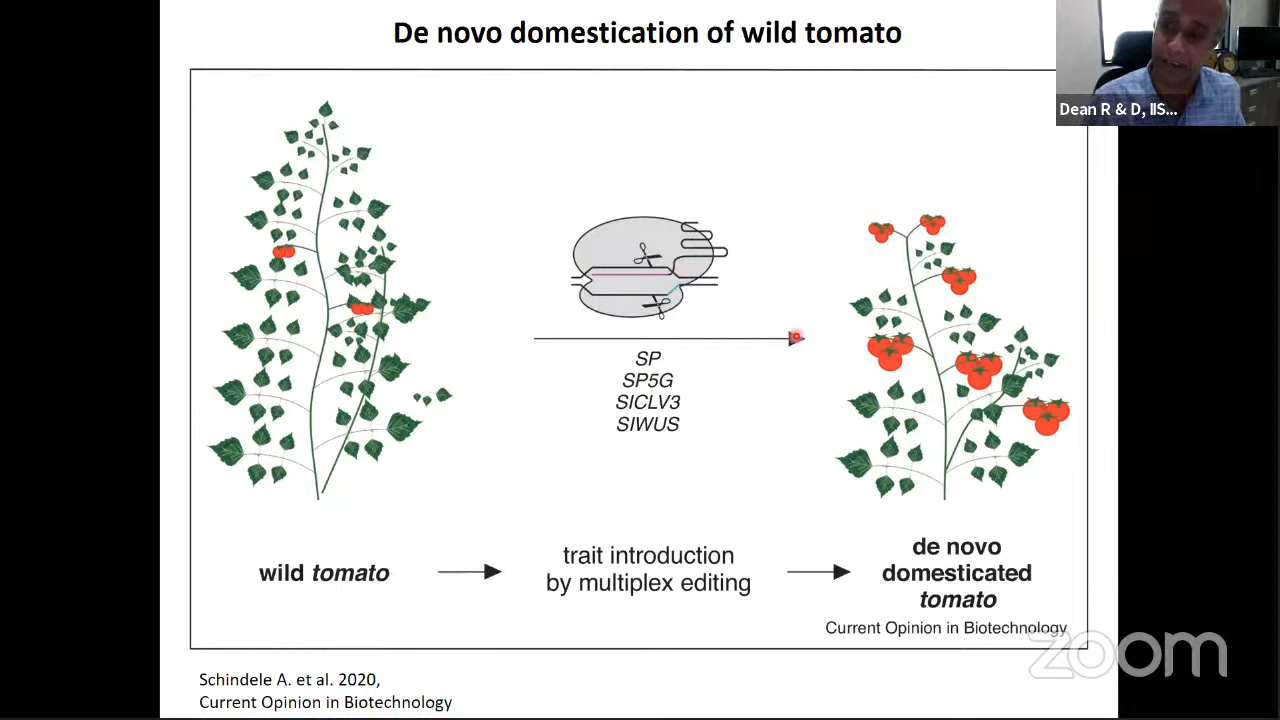 De novo domestication of wild tomato
Dean R & D, IIS...
SP
SP5G
SlCLV3
SlWUS
wild tomato
trait introduction
by multiplex editing
de novo
domesticated
tomato
Current Opinion in Biotechnology
zoom
Schindele A. et al. 2020,
Current Opinion in Biotechnology